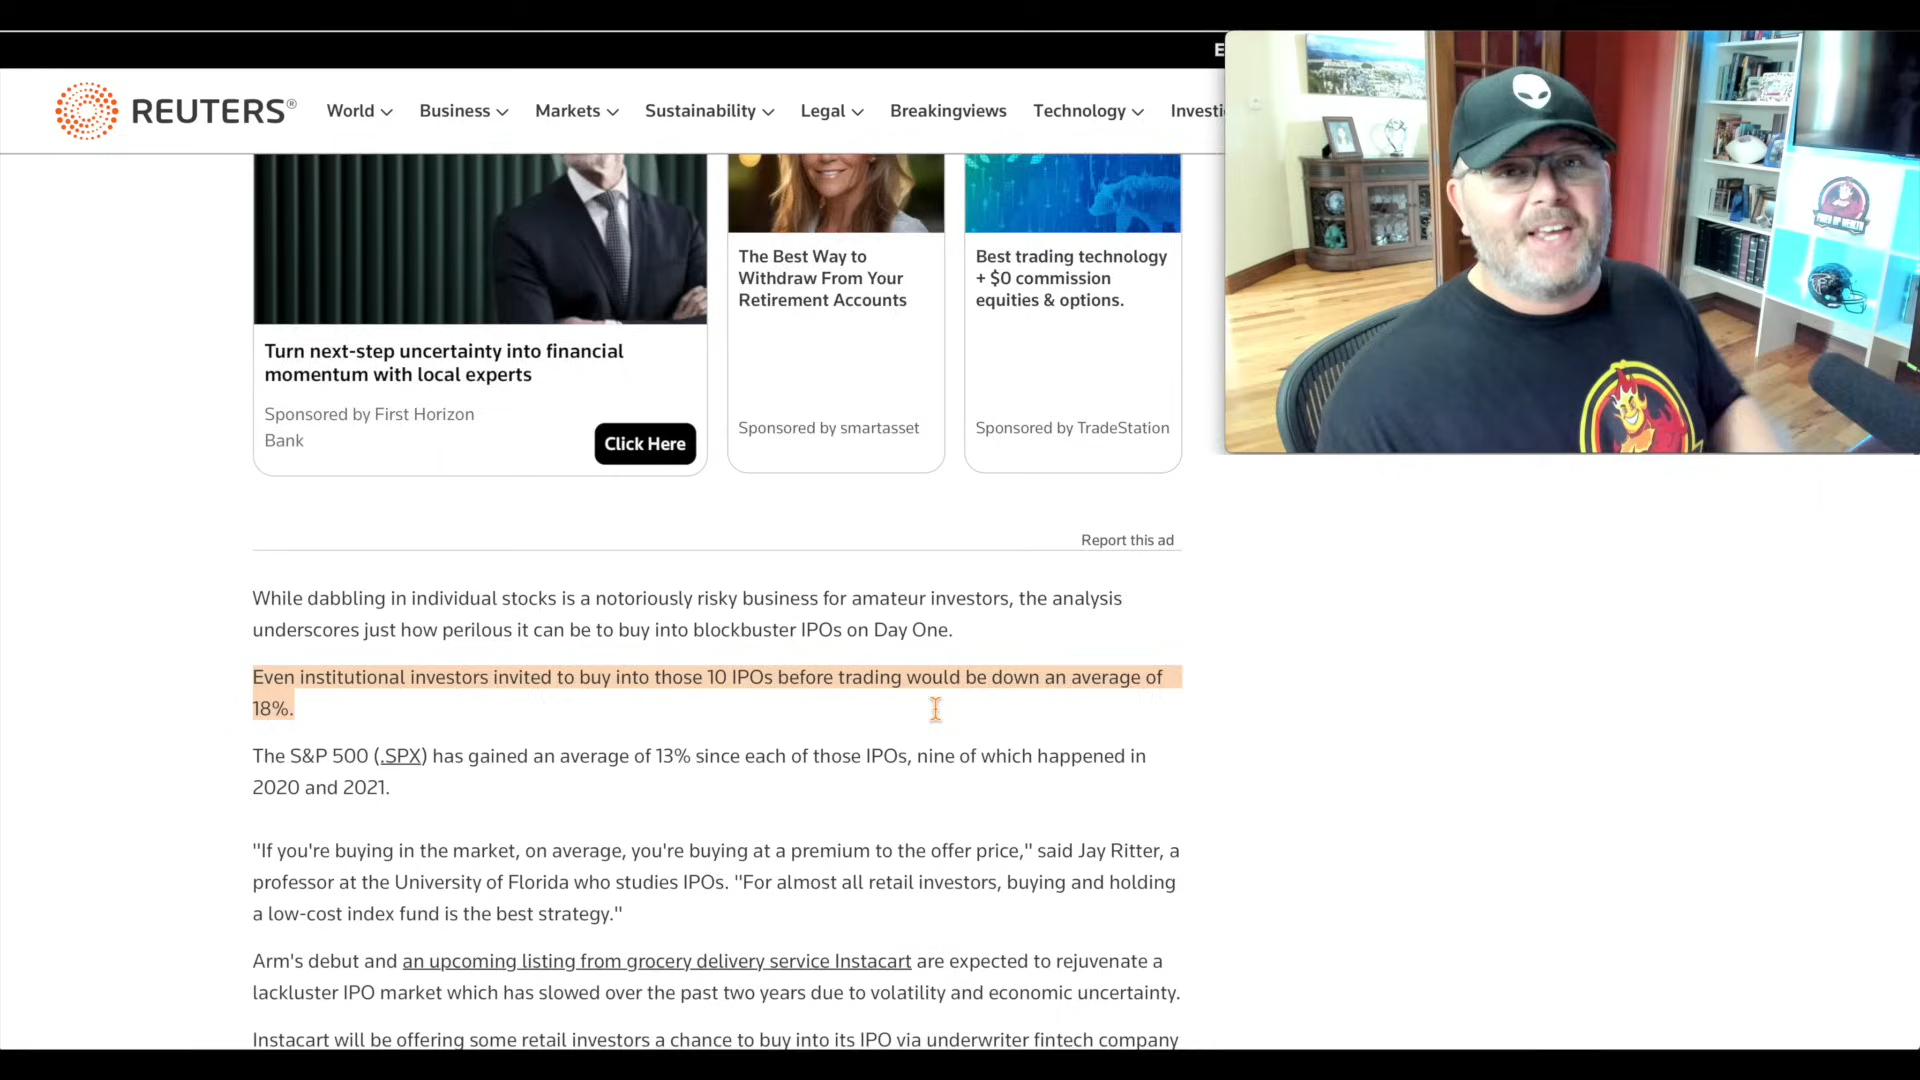 E
REUTERS®
World
Business
Markets
Sustainability
Legal
Breakingviews
Technology
Investi
Turn next-step uncertainty into financial
momentum with local experts
Sponsored by First Horizon
Bank
Click Here
The Best Way to
Withdraw From Your
Retirement Accounts
Sponsored by smartasset
Best trading technology
+ $0 commission
equities & options.
Sponsored by TradeStation
Report this ad
While dabbling in individual stocks is a notoriously risky business for amateur investors, the analysis
underscores just how perilous it can be to buy into blockbuster IPOs on Day One.
Even institutional investors invited to buy into those 10 IPOs before trading would be down an average of
18%.
The S&P 500 (.SPX) has gained an average of 13% since each of those IPOs, nine of which happened in
2020 and 2021.
"If you're buying in the market, on average, you're buying at a premium to the offer price," said Jay Ritter, a
professor at the University of Florida who studies IPOs. "For almost all retail investors, buying and holding
a low-cost index fund is the best strategy."
Arm's debut and an upcoming listing from grocery delivery service Instacart are expected to rejuvenate a
lackluster IPO market which has slowed over the past two years due to volatility and economic uncertainty.
Instacart will be offering some retail investors a chance to buy into its IPO via underwriter fintech company